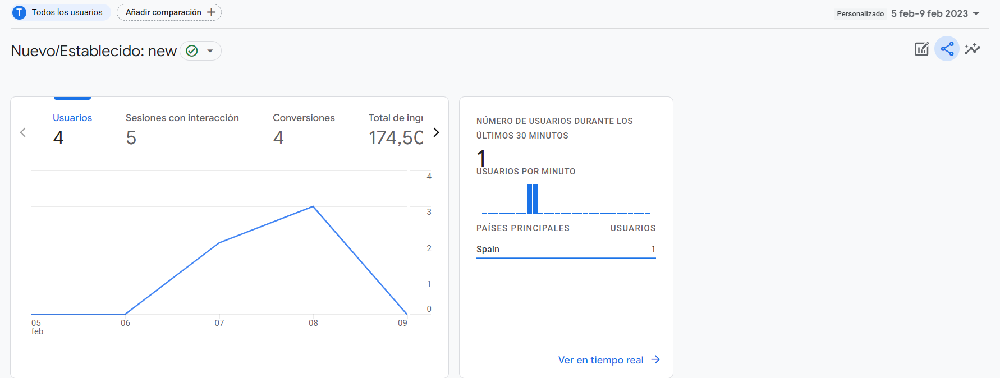 T Todos los usuarios
Añadir comparación
Personalizado 5 feb-9 feb 2023
Nuevo/Establecido: new
Usuarios
4
Sesiones con interacción
5
Conversiones
4
Total de ingr
174,50
4
3
2
1
0
05
feb
06
07
08
09
NÚMERO DE USUARIOS DURANTE LOS
ÚLTIMOS 30 MINUTOS
1
USUARIOS POR MINUTO
PAÍSES PRINCIPALES USUARIOS
Spain 1
Ver en tiempo real